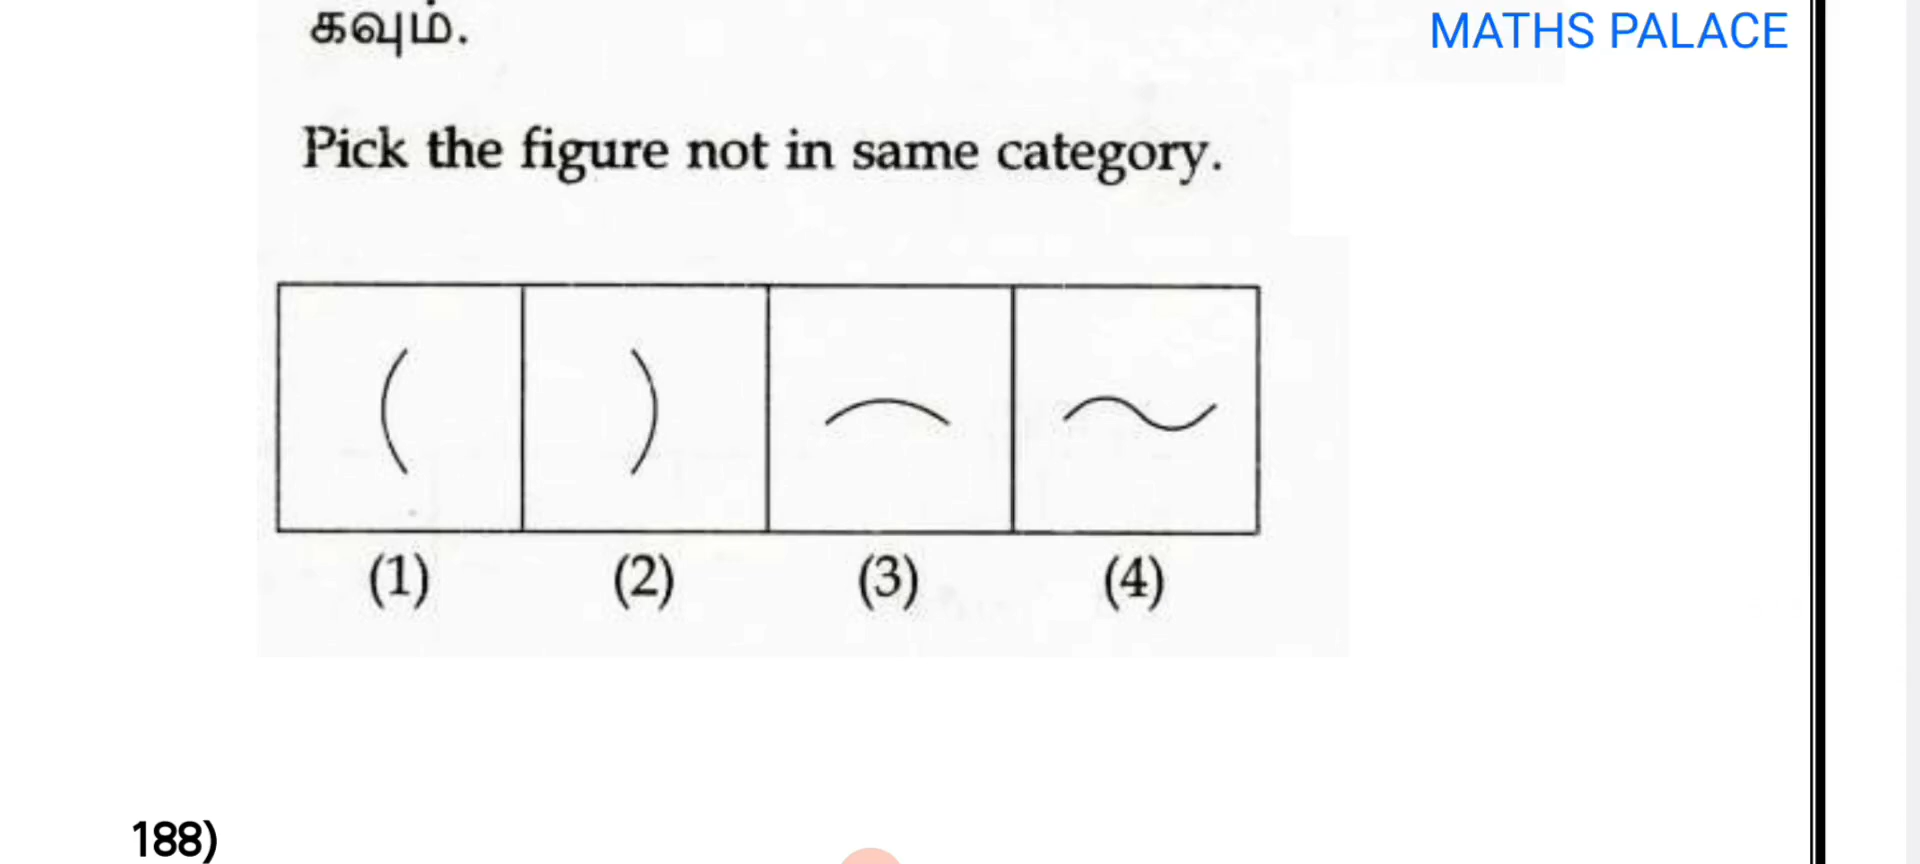 கவும்.
MATHS PALACE
Pick the figure not in same category.
(1) (2) (3) (4)
188)